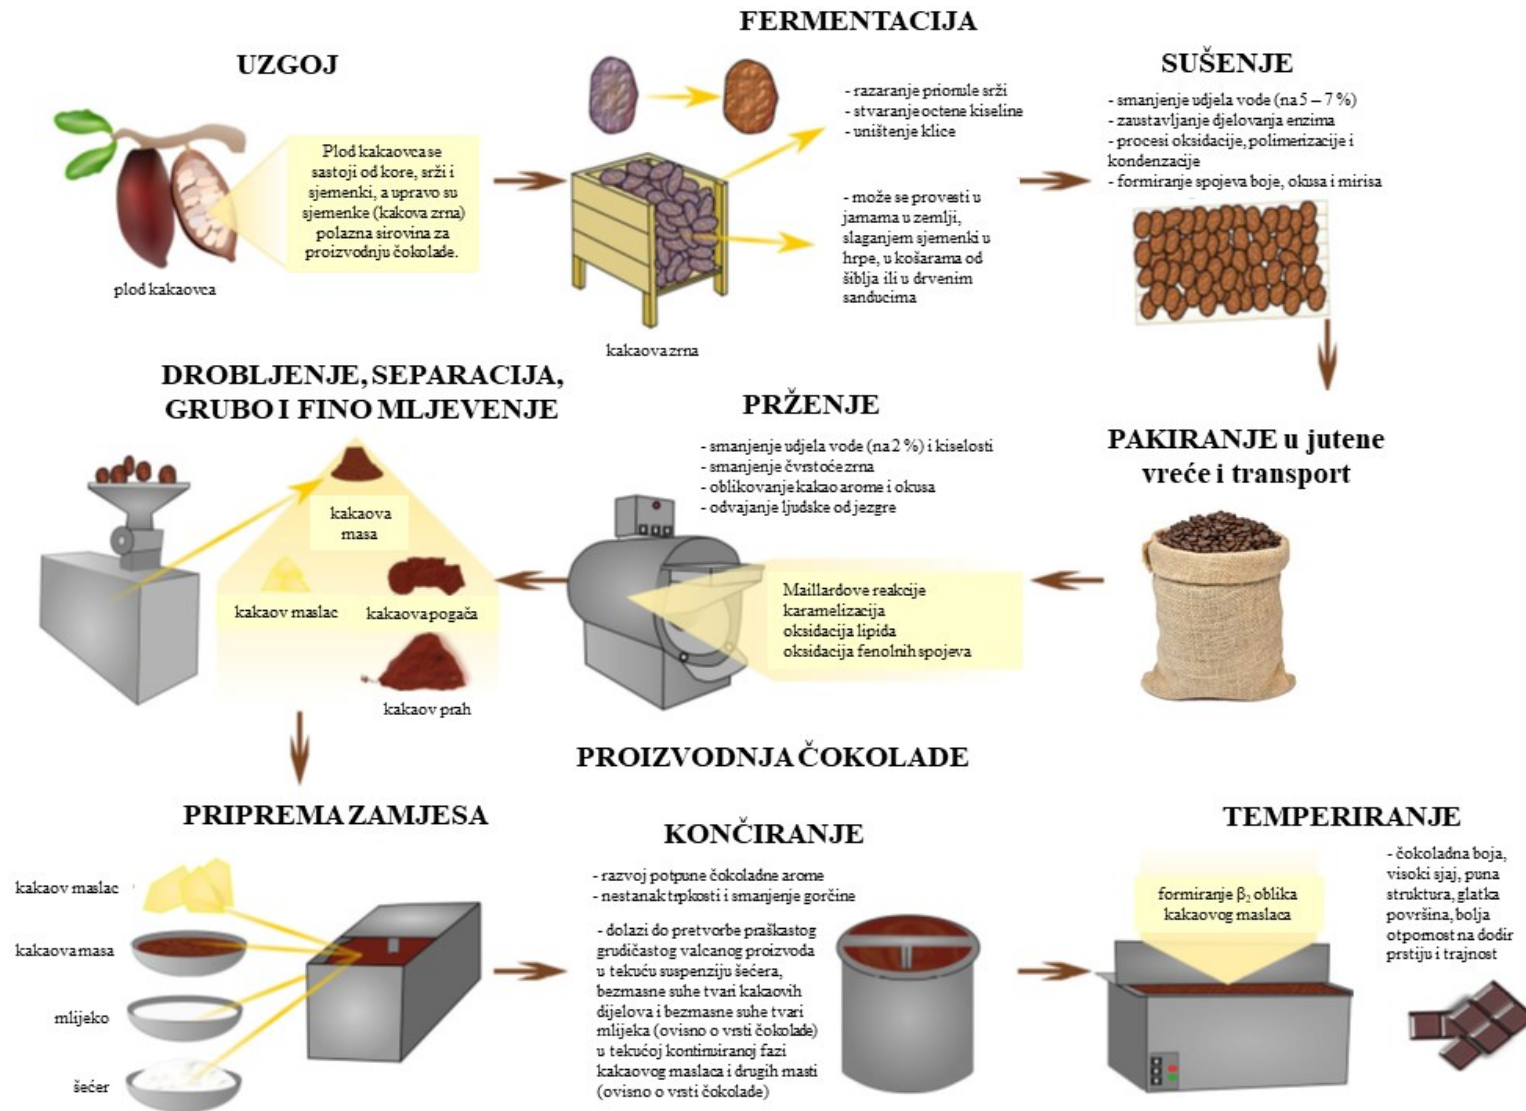 UZGOJ
Plod kakaovca se
sastoji od kore, srži i
sjemenki, a upravo su
sjemenke (kakova zrna)
polazna sirovina za
proizvodnju čokolade.
plod kakaovca
FERMENTACIJA
- razaranje prionule srži
- stvaranje octene kiseline
- uništenje klice
- može se provesti u
jamama u zemlji,
slaganjem sjemenki u
hrpe, u košarama od
šiblja ili u drvenim
sanducima
kakaova zrna
SUŠENJE
- smanjenje udjela vode (na 5 – 7 %)
- zaustavljanje djelovanja enzima
- procesi oksidacije, polimerizacije i
kondenzacije
- formiranje spojeva boje, okusa i mirisa
PAKIRANJE u jutene
vreće i transport
PRŽENJE
- smanjenje udjela vode (na 2 %) i kiselosti
- smanjenje čvrstoće zrna
- oblikovanje kakao arome i okusa
- odvajanje ljudske od jezgre
Maillardove reakcije
karamelizacija
oksidacija lipida
oksidacija fenolnih spojeva
DROBLJENJE, SEPARACIJA,
GRUBO I FINO MLJEVENJE
kakaova
masa
kakaov maslac
kakaova pogača
kakaov prah
PROIZVODNJA ČOKOLADE
PRIPREMA ZAMJESA
kakaov maslac
kakaova masa
mlijeko
šećer
KONČIRANJE
- razvoj potpune čokoladne arome
- nestanak trpkosti i smanjenje gorčine
- dolazi do pretvorbe praškastog
grudičastog valcanog proizvoda
u tekuću suspenziju šećera,
bezmasne suhe tvari kakaovih
dijelova i bezmasne suhe tvari
mlijeka (ovisno o vrsti čokolade)
u tekućoj kontinuiranoj fazi
kakaovog maslaca i drugih masti
(ovisno o vrsti čokolade)
TEMPERIRANJE
formiranje β₂ oblika
kakaovog maslaca
- čokoladna boja,
visoki sjaj, puna
struktura, glatka
površina, bolja
otpornost na dodir
prstiju i trajnost